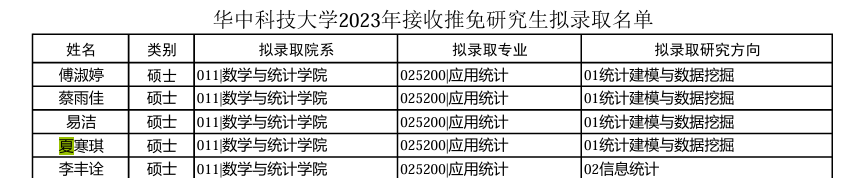 华中科技大学2023年接收推免研究生拟录取名单
姓名 类别 拟录取院系 拟录取专业 拟录取研究方向
傅淑婷 硕士 011|数学与统计学院 025200|应用统计 01统计建模与数据挖掘
蔡雨佳 硕士 011|数学与统计学院 025200|应用统计 01统计建模与数据挖掘
易洁 硕士 011|数学与统计学院 025200|应用统计 01统计建模与数据挖掘
夏寒琪 硕士 011|数学与统计学院 025200|应用统计 01统计建模与数据挖掘
李丰诠 硕士 011|数学与统计学院 025200|应用统计 02信息统计